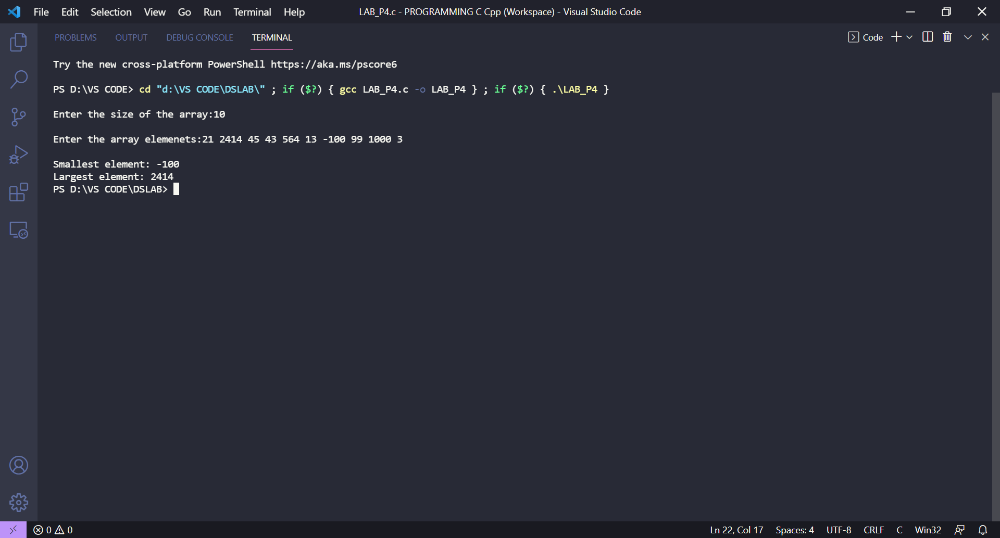 File Edit Selection View Go Run Terminal Help LAB_P4.c - PROGRAMMING C Cpp (Workspace) - Visual Studio Code
PROBLEMS OUTPUT DEBUG CONSOLE TERMINAL Code
Try the new cross-platform PowerShell https://aka.ms/pscore6
PS D:\VS CODE> cd "d:\VS CODE\DSLAB\" ; if ($?) { gcc LAB_P4.c -o LAB_P4 } ; if ($?) { .\LAB_P4 }
Enter the size of the array:10
Enter the array elemenets:21 2414 45 43 564 13 -100 99 1000 3
Smallest element: -100
Largest element: 2414
PS D:\VS CODE\DSLAB>
0 0 Ln 22, Col 17 Spaces: 4 UTF-8 CRLF C Win32